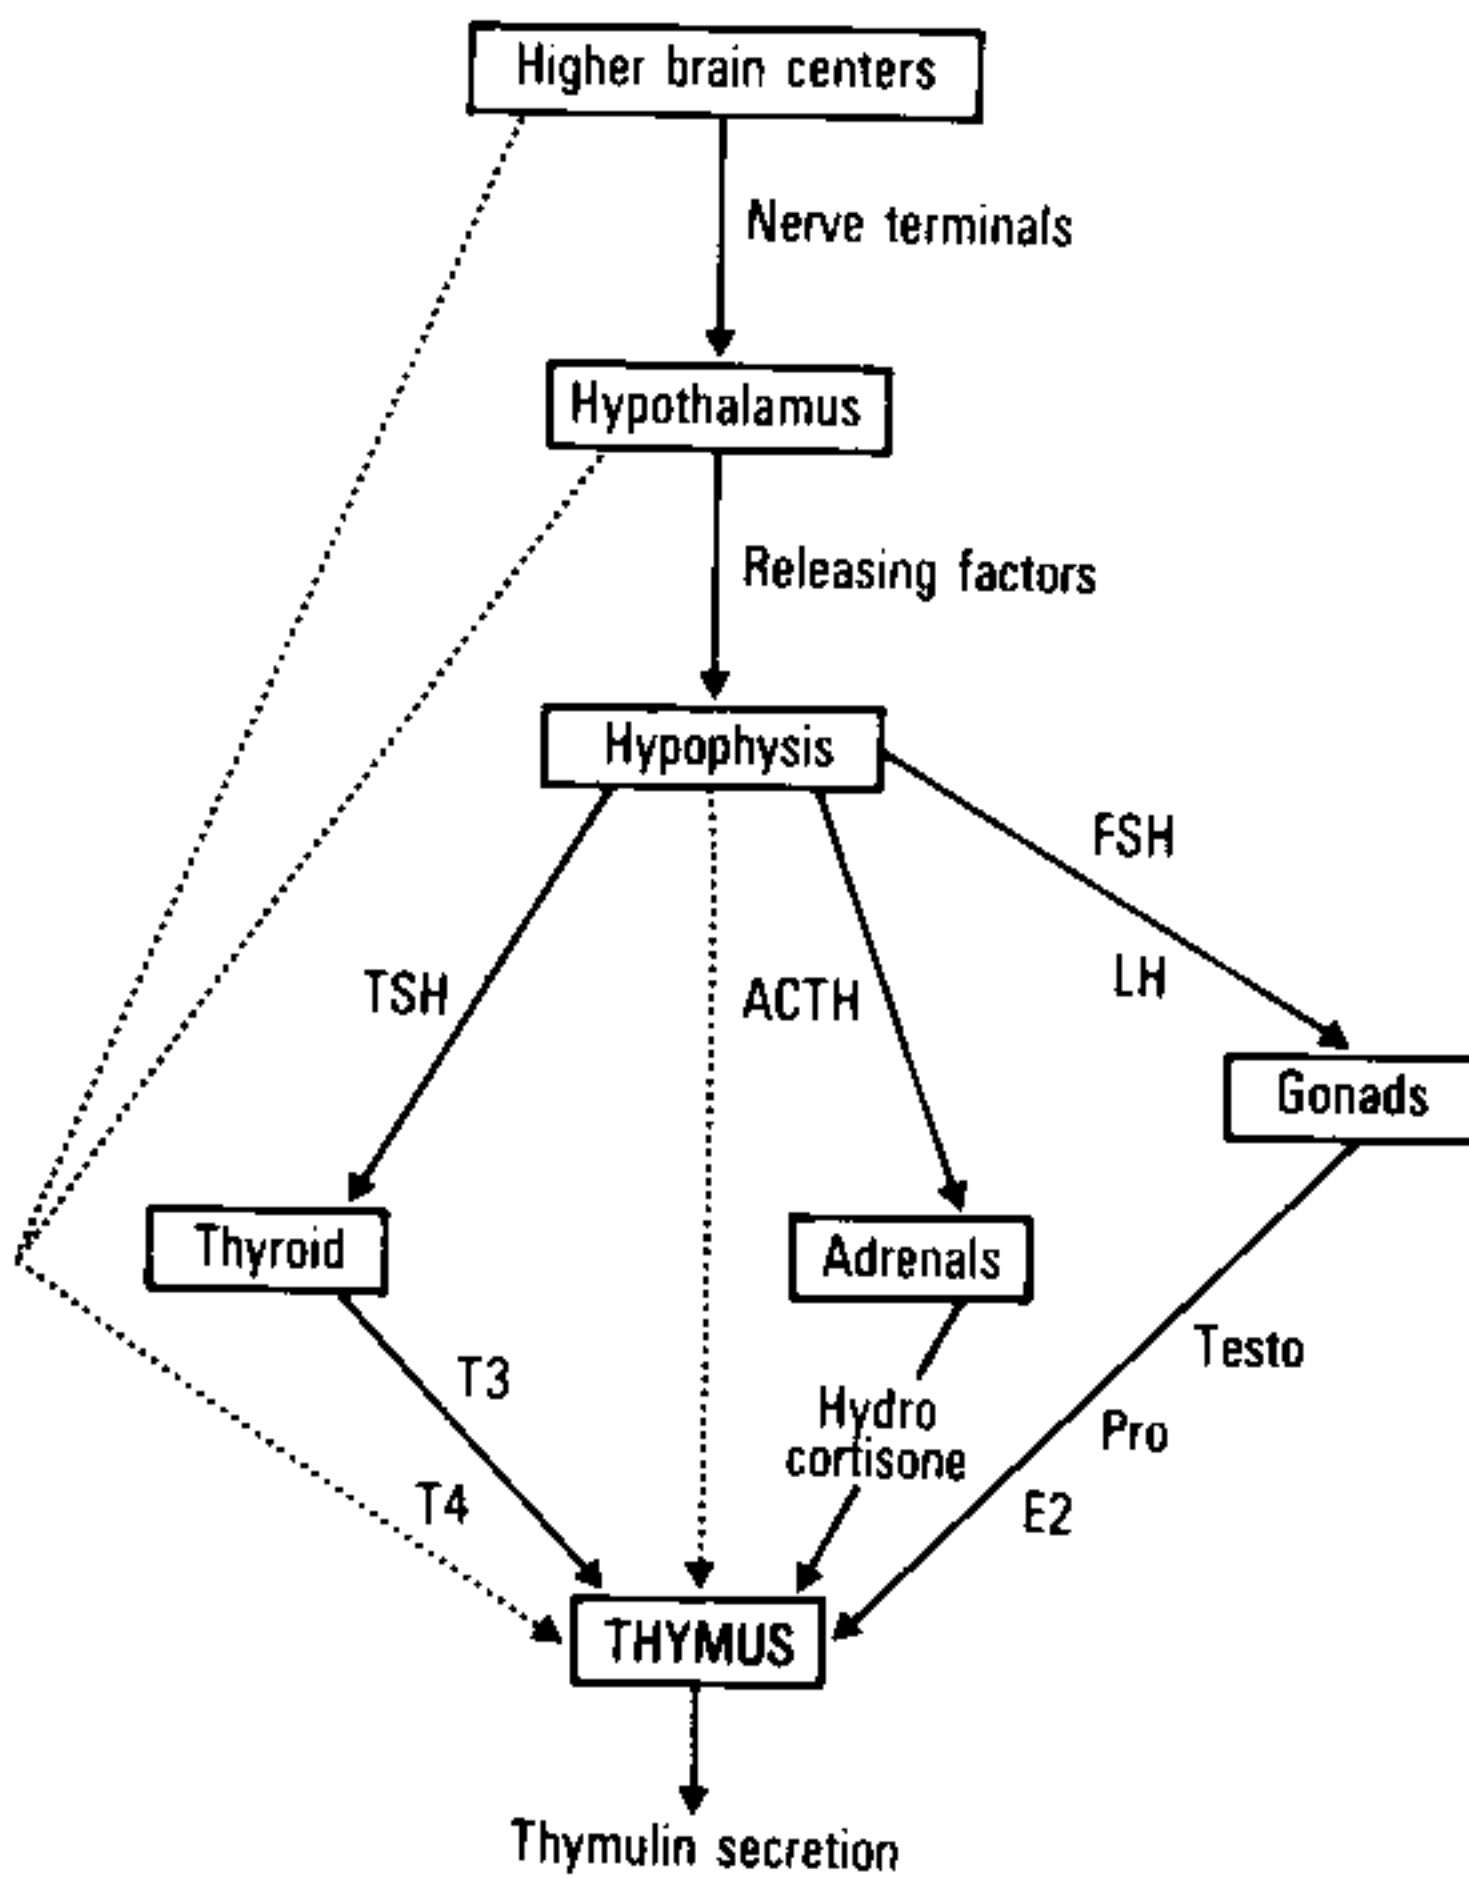 Higher brain centers
Nerve terminals
Hypothalamus
Releasing factors
Hypophysis
FSH
TSH
ACTH
LH
Gonads
Thyroid
Adrenals
Testo
T3
Hydro
cortisone
Pro
T4
E2
THYMUS
Thymulin secretion